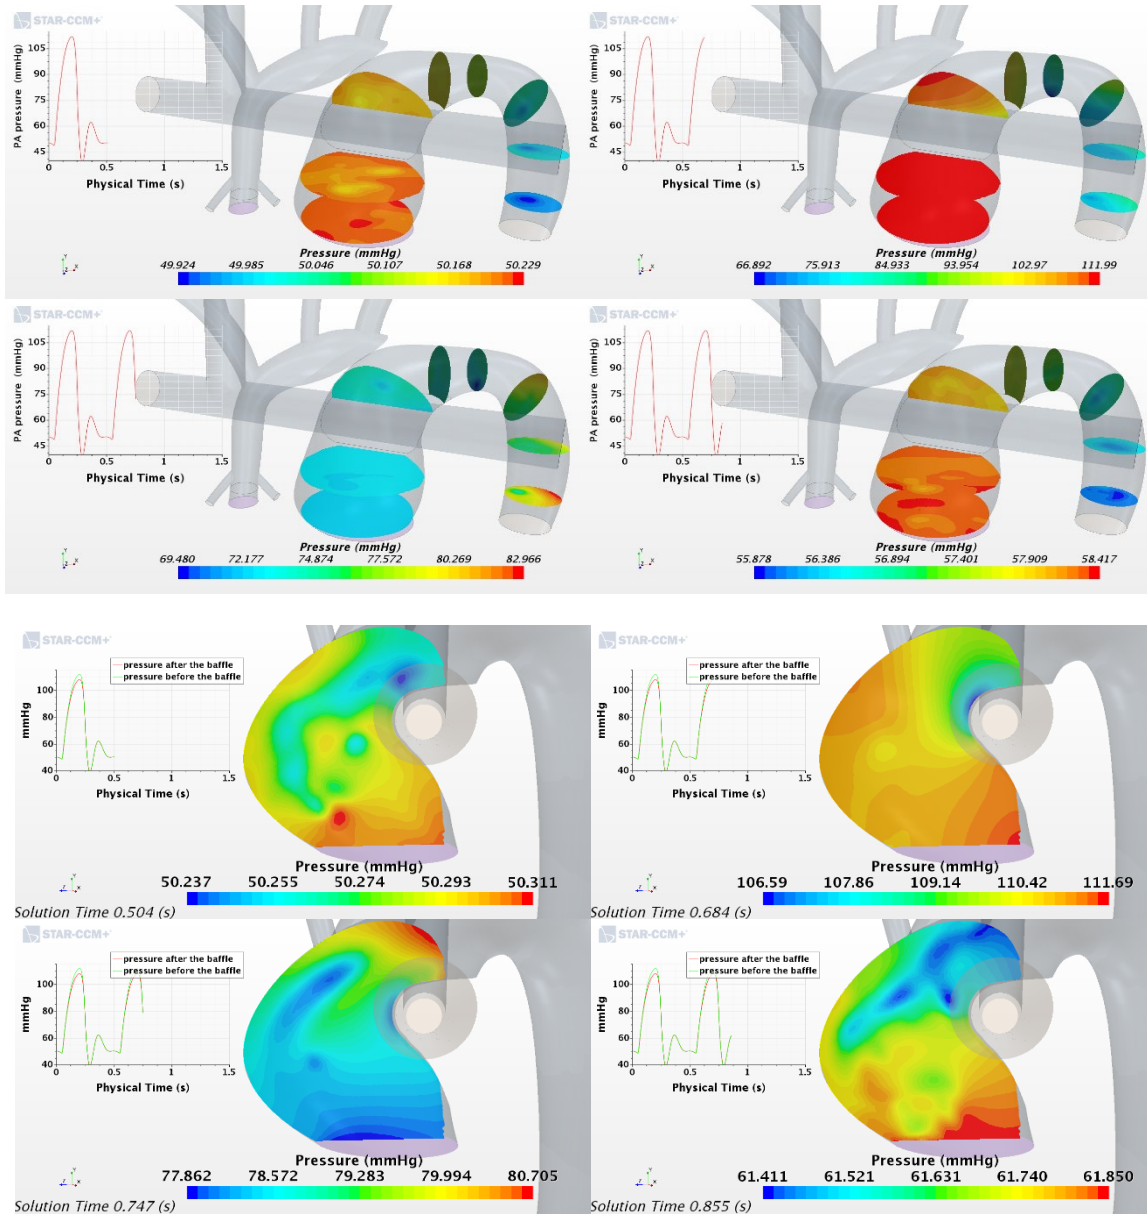 STAR-CCM+
PA pressure (mmHg)
105
90
75
60
45
0 0.5 1 1.5
Physical Time (s)
Pressure (mmHg)
49.924 49.985 50.046 50.107 50.168 50.229
STAR-CCM+
PA pressure (mmHg)
105
90
75
60
45
0 0.5 1 1.5
Physical Time (s)
Pressure (mmHg)
66.892 75.913 84.933 93.954 102.97 111.99
STAR-CCM+
PA pressure (mmHg)
105
90
75
60
45
0 0.5 1 1.5
Physical Time (s)
Pressure (mmHg)
69.480 72.177 74.874 77.572 80.269 82.966
STAR-CCM+
PA pressure (mmHg)
105
90
75
60
45
0 0.5 1 1.5
Physical Time (s)
Pressure (mmHg)
55.878 56.386 56.894 57.401 57.909 58.417
STAR-CCM+
pressure after the baffle
pressure before the baffle
mmHg
100
80
60
40
0 0.5 1 1.5
Physical Time (s)
Pressure (mmHg)
50.237 50.255 50.274 50.293 50.311
Solution Time 0.504 (s)
STAR-CCM+
pressure after the baffle
pressure before the baffle
mmHg
100
80
60
40
0 0.5 1 1.5
Physical Time (s)
Pressure (mmHg)
106.59 107.86 109.14 110.42 111.69
Solution Time 0.684 (s)
STAR-CCM+
pressure after the baffle
pressure before the baffle
mmHg
100
80
60
40
0 0.5 1 1.5
Physical Time (s)
Pressure (mmHg)
77.862 78.572 79.283 79.994 80.705
Solution Time 0.747 (s)
STAR-CCM+
pressure after the baffle
pressure before the baffle
mmHg
100
80
60
40
0 0.5 1 1.5
Physical Time (s)
Pressure (mmHg)
61.411 61.521 61.631 61.740 61.850
Solution Time 0.855 (s)